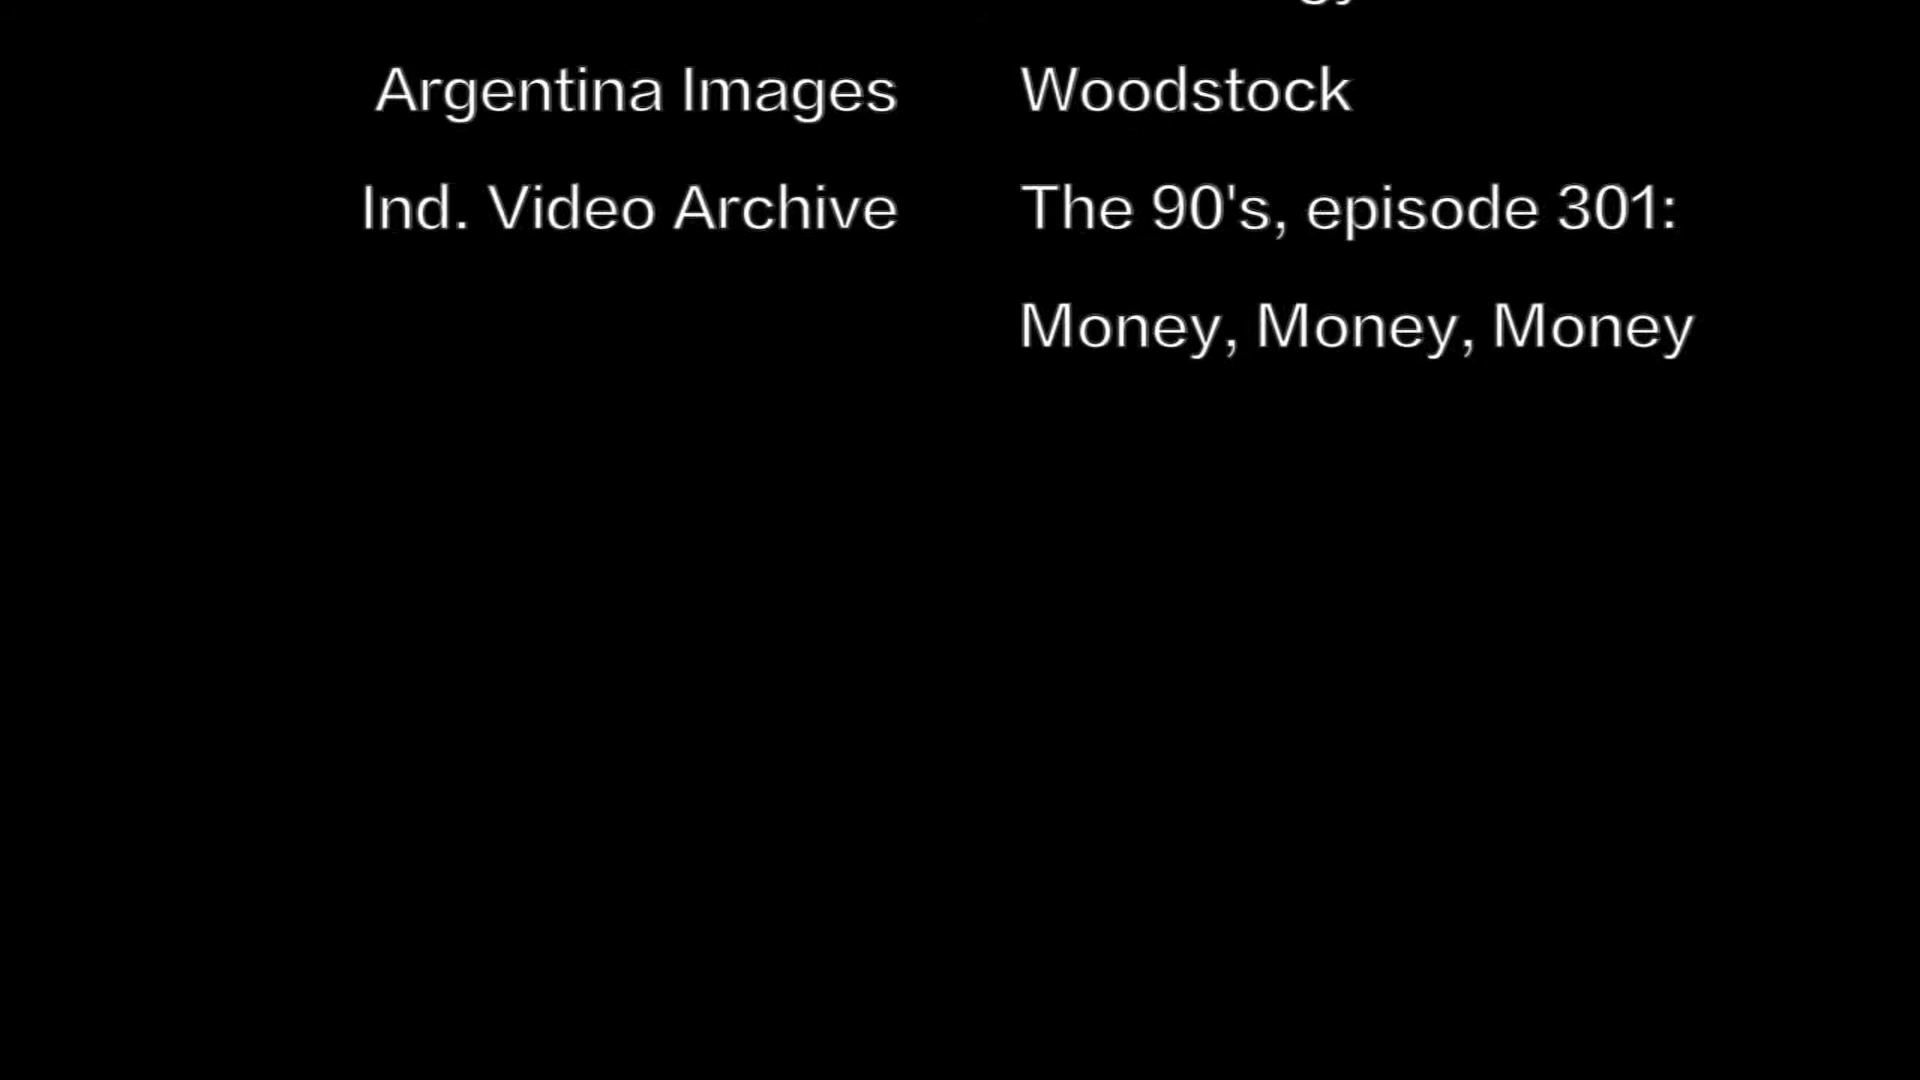 Argentina Images Woodstock
Ind. Video Archive The 90's, episode 301:
Money, Money, Money